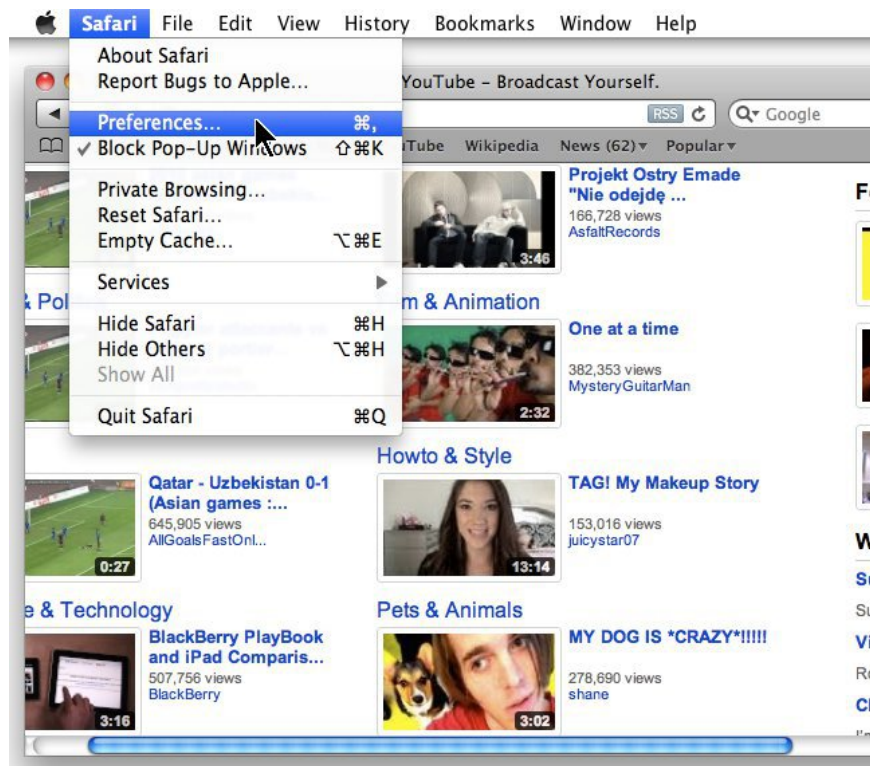 Safari File Edit View History Bookmarks Window Help
About Safari
Report Bugs to Apple...
Preferences... ⌘,
✓ Block Pop-Up Windows ⇧⌘K
Private Browsing...
Reset Safari...
Empty Cache... ⌥⌘E
Services
Hide Safari ⌘H
Hide Others ⌥⌘H
Show All
Quit Safari ⌘Q
YouTube – Broadcast Yourself.
RSS
Google
Tube Wikipedia News (62) Popular
Projekt Ostry Emade
"Nie odejdę ...
166,728 views
AsfaltRecords
3:46
& Animation
One at a time
382,353 views
MysteryGuitarMan
2:32
Qatar - Uzbekistan 0-1
(Asian games :...
645,905 views
AllGoalsFastOnl...
0:27
Howto & Style
TAG! My Makeup Story
153,016 views
juicystar07
13:14
& Technology
BlackBerry PlayBook
and iPad Comparis...
507,756 views
BlackBerry
3:16
Pets & Animals
MY DOG IS *CRAZY*!!!!!
278,690 views
shane
3:02